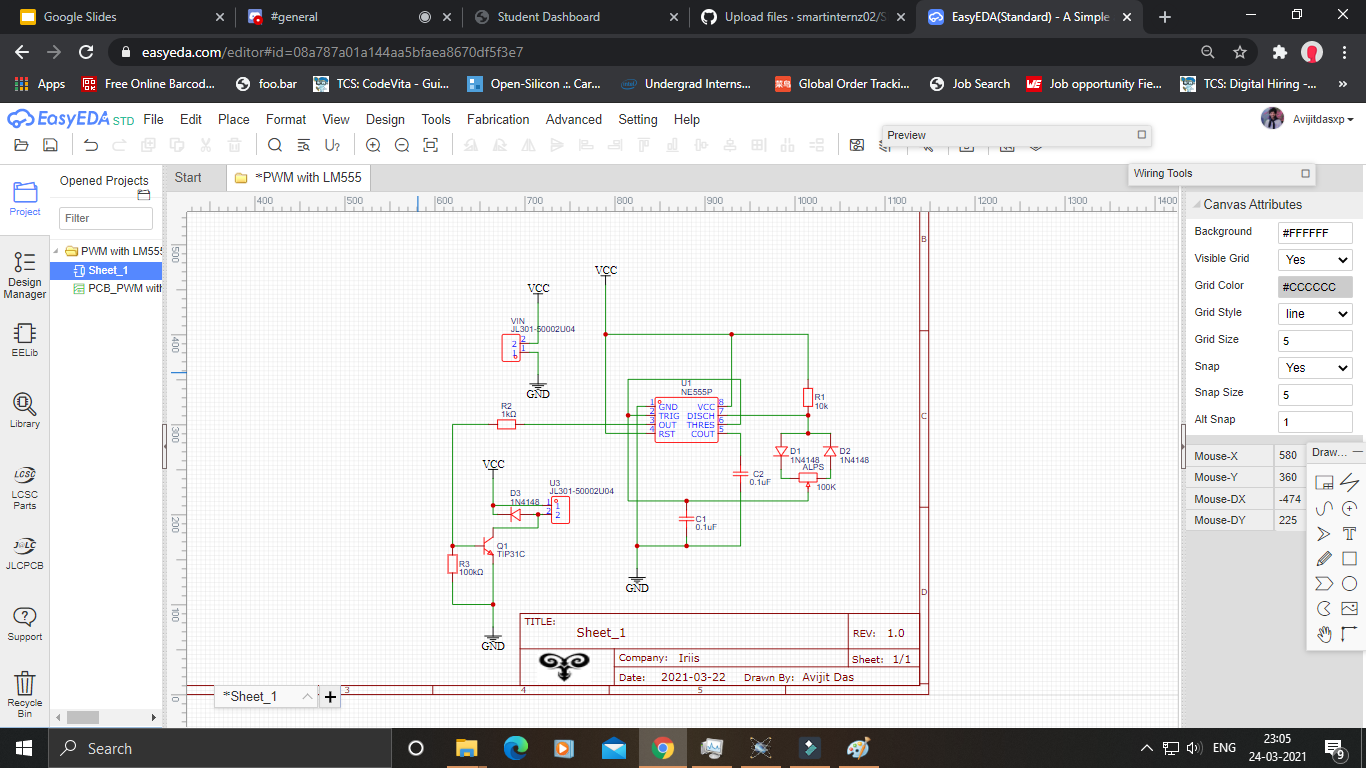 Google Slides
#general
Student Dashboard
Upload files · smartinternz02/S
EasyEDA(Standard) - A Simple
easyeda.com/editor#id=08a787a01a144aa5bfaea8670df5f3e7
Apps
Free Online Barcod...
foo.bar
TCS: CodeVita - Gui...
Open-Silicon .:. Car...
Undergrad Interns...
Global Order Tracki...
Job Search
Job opportunity Fie...
TCS: Digital Hiring -...
»
EasyEDA STD
File Edit Place Format View Design Tools Fabrication Advanced Setting Help
Avijitdasxp
Preview
Wiring Tools
Project
Design Manager
EELib
Library
LCSC
LCSC Parts
JLCPCB
Support
Recycle Bin
Opened Projects
Filter
PWM with LM555
Sheet_1
PCB_PWM wit
Start
*PWM with LM555
400 500 600 700 800 900 1000 1100 1200 1300 1400
500
400
300
200
100
0
B
C
D
3 4 5
VCC
VCC
VIN
JL301-50002U04
2 2
1 1
GND
U1
NE555P
1 GND VCC 8
2 TRIG DISCH 7
3 OUT THRES 6
4 RST COUT 5
R1
10k
R2
1kΩ
D1
1N4148
D2
1N4148
ALPS
100K
C2
0.1uF
C1
0.1uF
GND
VCC
U3
JL301-50002U04
1 1
2 2
D3
1N4148
Q1
TIP31C
R3
100kΩ
GND
TITLE:
Sheet_1
REV: 1.0
Company: Iriis
Sheet: 1/1
Date: 2021-03-22 Drawn By: Avijit Das
*Sheet_1
Canvas Attributes
Background #FFFFFF
Visible Grid Yes
Grid Color #CCCCCC
Grid Style line
Grid Size 5
Snap Yes
Snap Size 5
Alt Snap 1
Mouse-X 580
Mouse-Y 360
Mouse-DX -474
Mouse-DY 225
Draw...
T
Search
ENG
23:05
24-03-2021
9